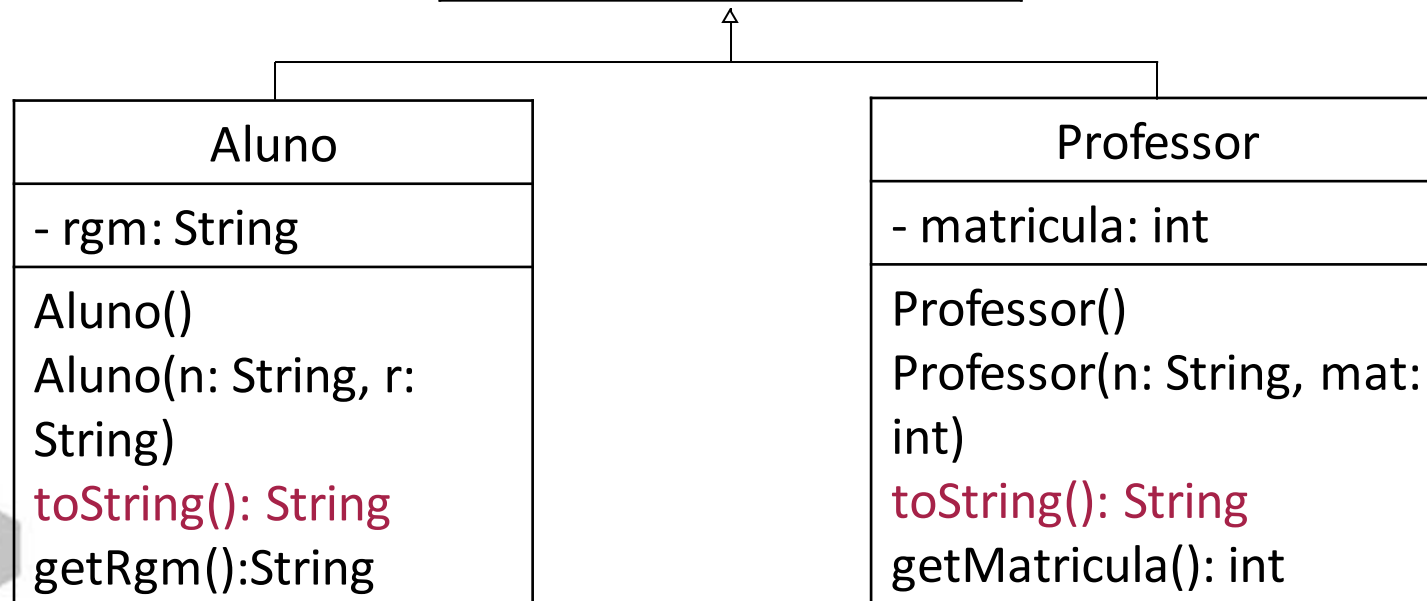 Aluno
- rgm: String
Aluno()
Aluno(n: String, r:
String)
toString(): String
getRgm():String
Professor
- matricula: int
Professor()
Professor(n: String, mat:
int)
toString(): String
getMatricula(): int